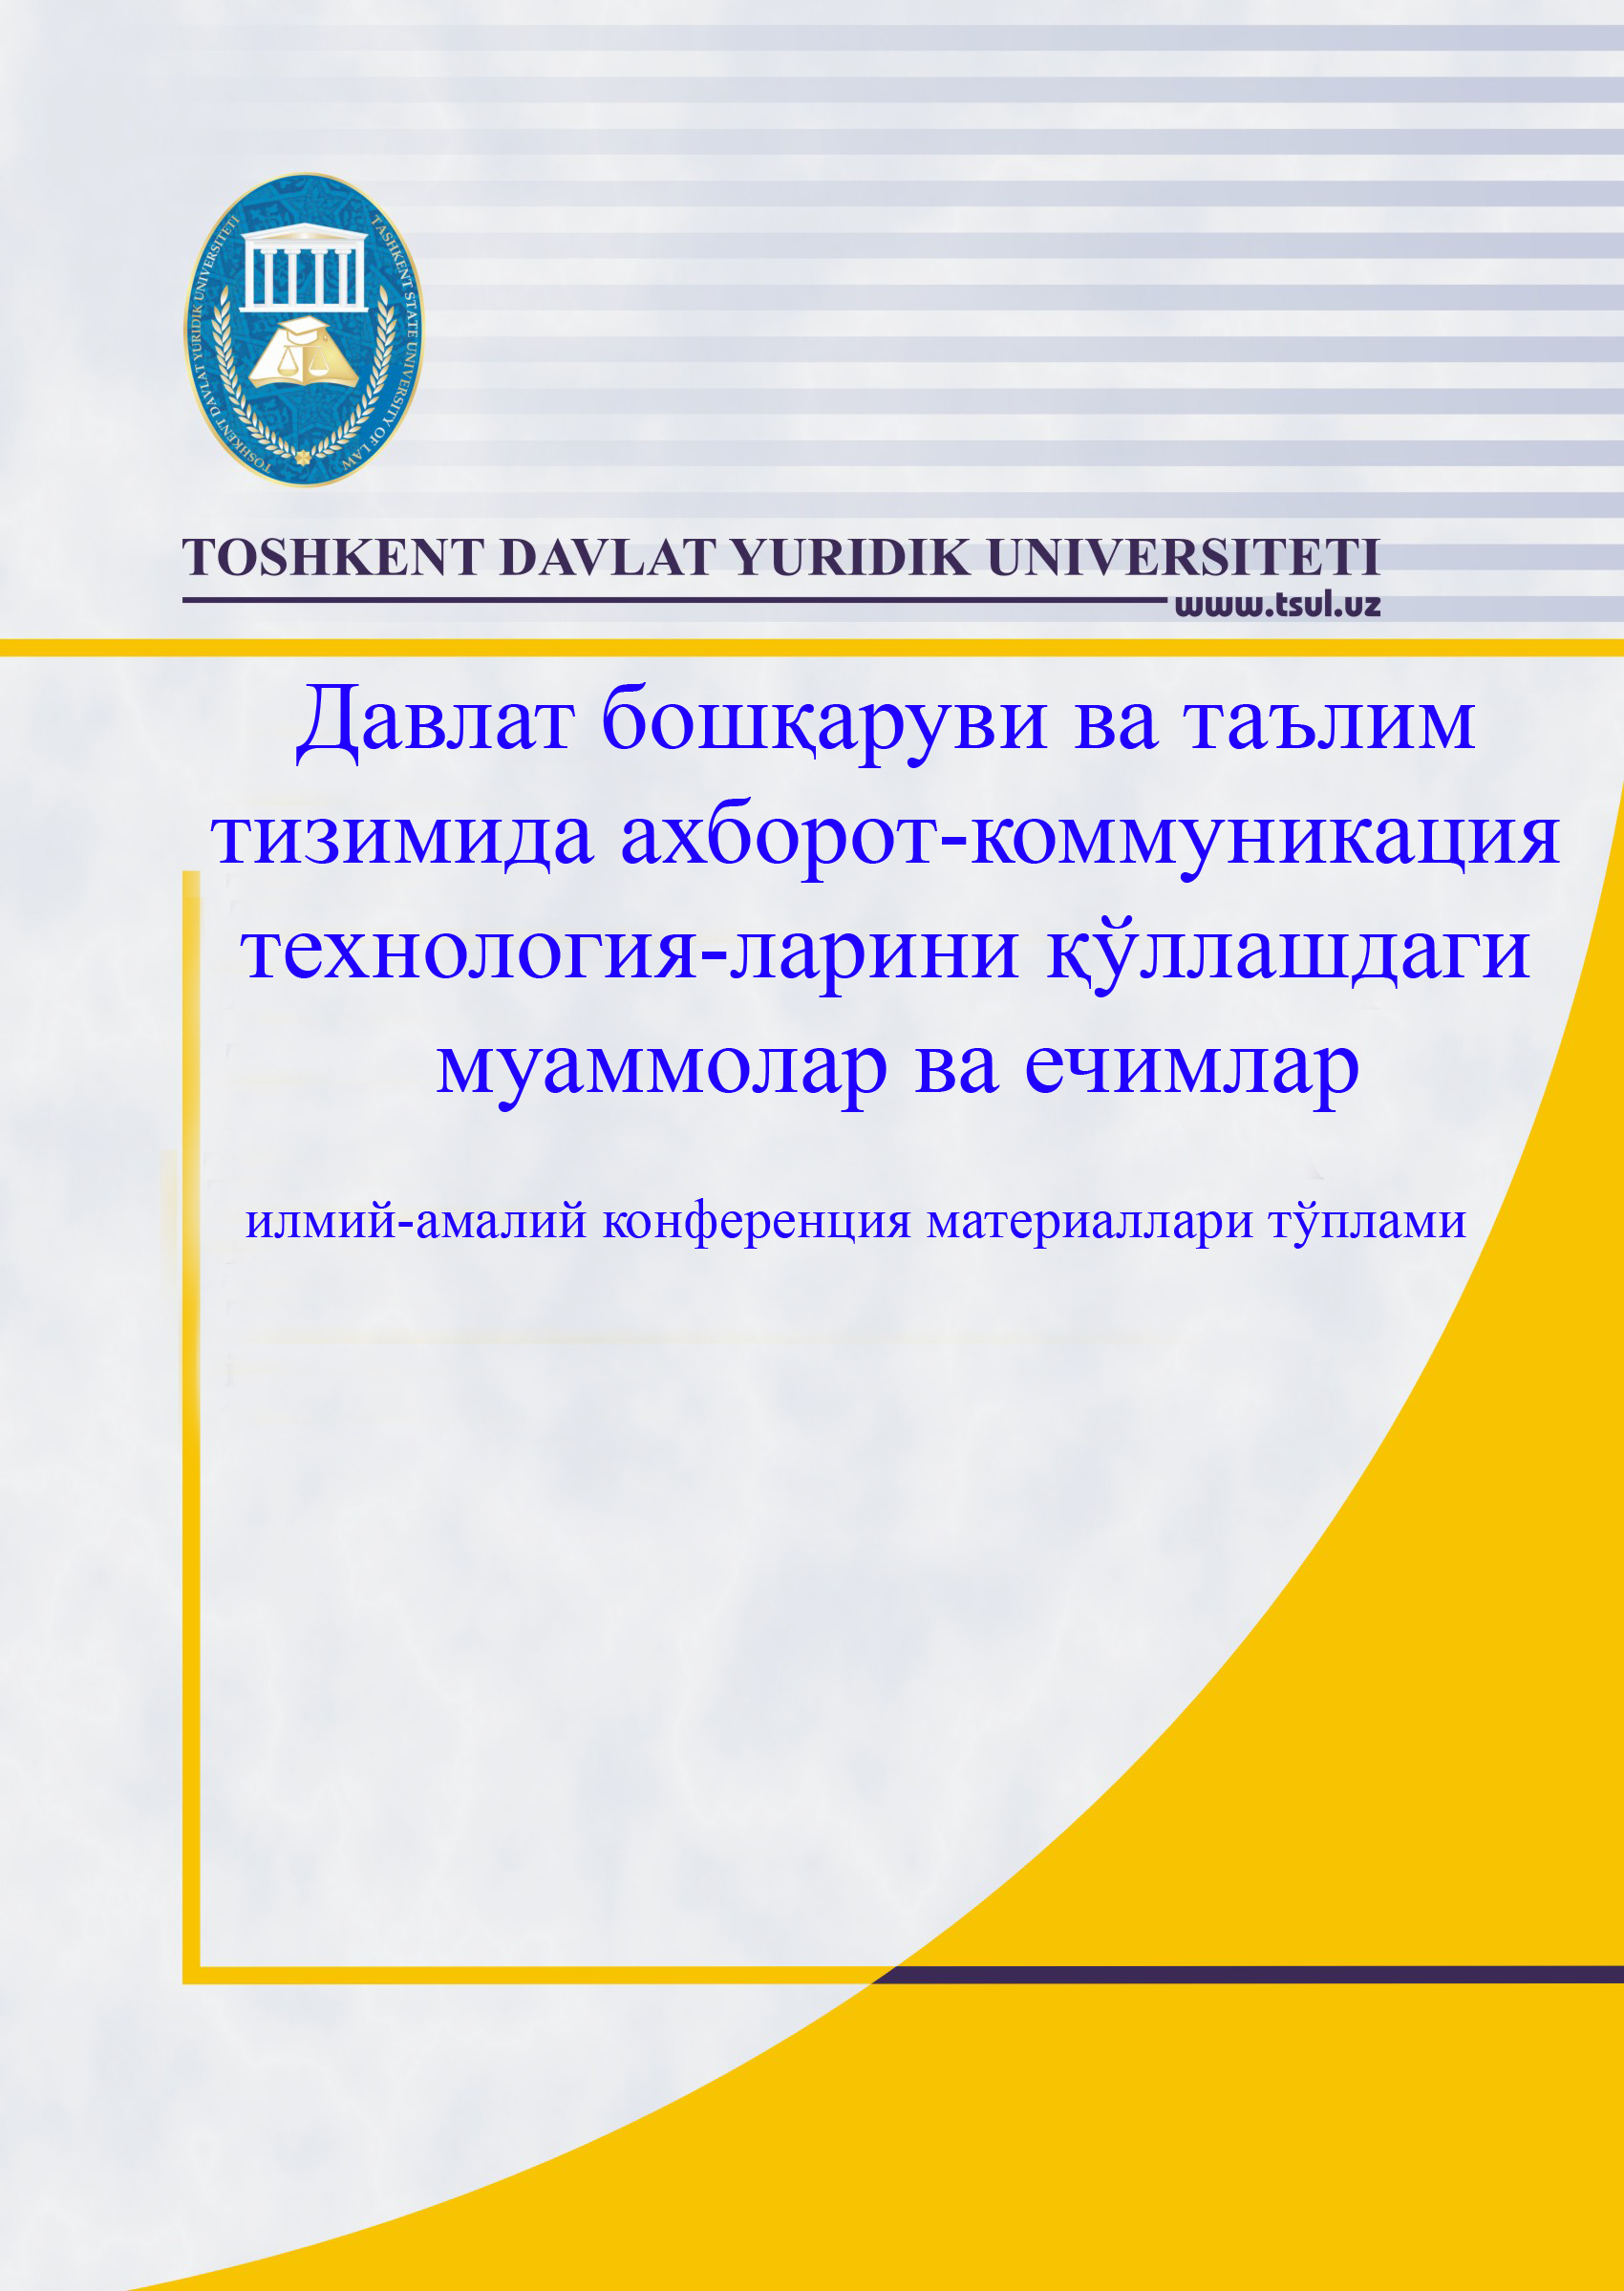 TOSHKENT DAVLAT YURIDIK UNIVERSITETI
TASHKENT STATE UNIVERSITY OF LAW
TOSHKENT DAVLAT YURIDIK UNIVERSITETI
www.tsul.uz
Давлат бошқаруви ва таълим
тизимида ахборот-коммуникация
технология-ларини қўллашдаги
муаммолар ва ечимлар
илмий-амалий конференция материаллари тўплами